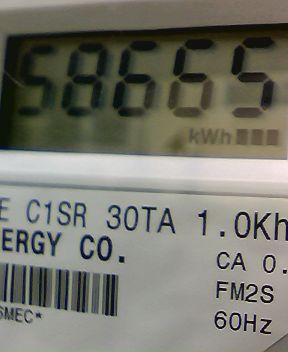 58665
kWh
E C1SR 30TA 1.0Kh
ERGY CO.
CA 0.
FM2S
SMEC*
60Hz